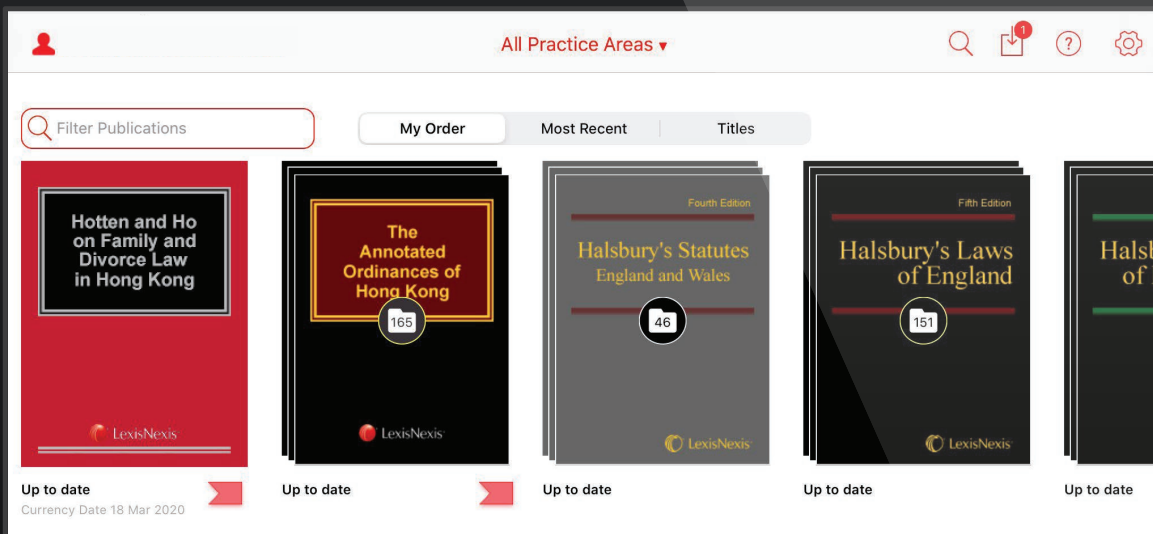 All Practice Areas ▾
1
?
Filter Publications
My Order
Most Recent
Titles
Hotten and Ho
on Family and
Divorce Law
in Hong Kong
LexisNexis
The
Annotated
Ordinances of
Hong Kong
165
LexisNexis
Fourth Edition
Halsbury's Statutes
England and Wales
46
LexisNexis
Fifth Edition
Halsbury's Laws
of England
151
LexisNexis
of
Up to date
Currency Date 18 Mar 2020
Up to date
Up to date
Up to date
Up to date